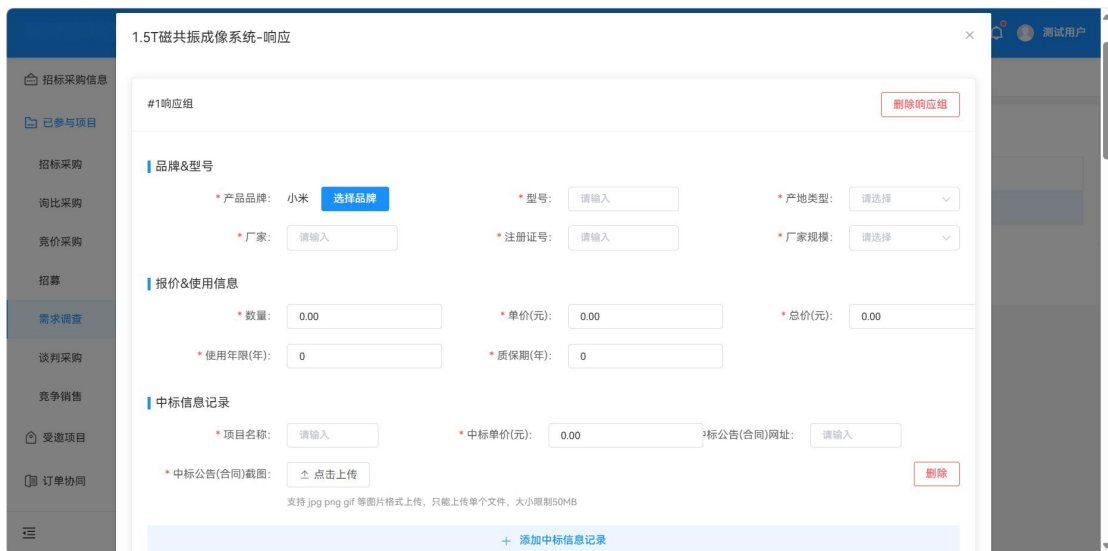 1.5T磁共振成像系统-响应
测试用户
招标采购信息
已参与项目
招标采购
询比采购
竞价采购
招募
需求调查
谈判采购
竞争销售
受邀项目
订单协同
#1响应组
删除响应组
品牌&型号
* 产品品牌: 小米 选择品牌 * 型号: 请输入 * 产地类型: 请选择
* 厂家: 请输入 * 注册证号: 请输入 * 厂家规模: 请选择
报价&使用信息
* 数量: 0.00 * 单价(元): 0.00 * 总价(元): 0.00
* 使用年限(年): 0 * 质保期(年): 0
中标信息记录
* 项目名称: 请输入 * 中标单价(元): 0.00 标公告(合同)网址: 请输入
* 中标公告(合同)截图: 点击上传 删除
支持 jpg png gif 等图片格式上传，只能上传单个文件，大小限制50MB
+ 添加中标信息记录